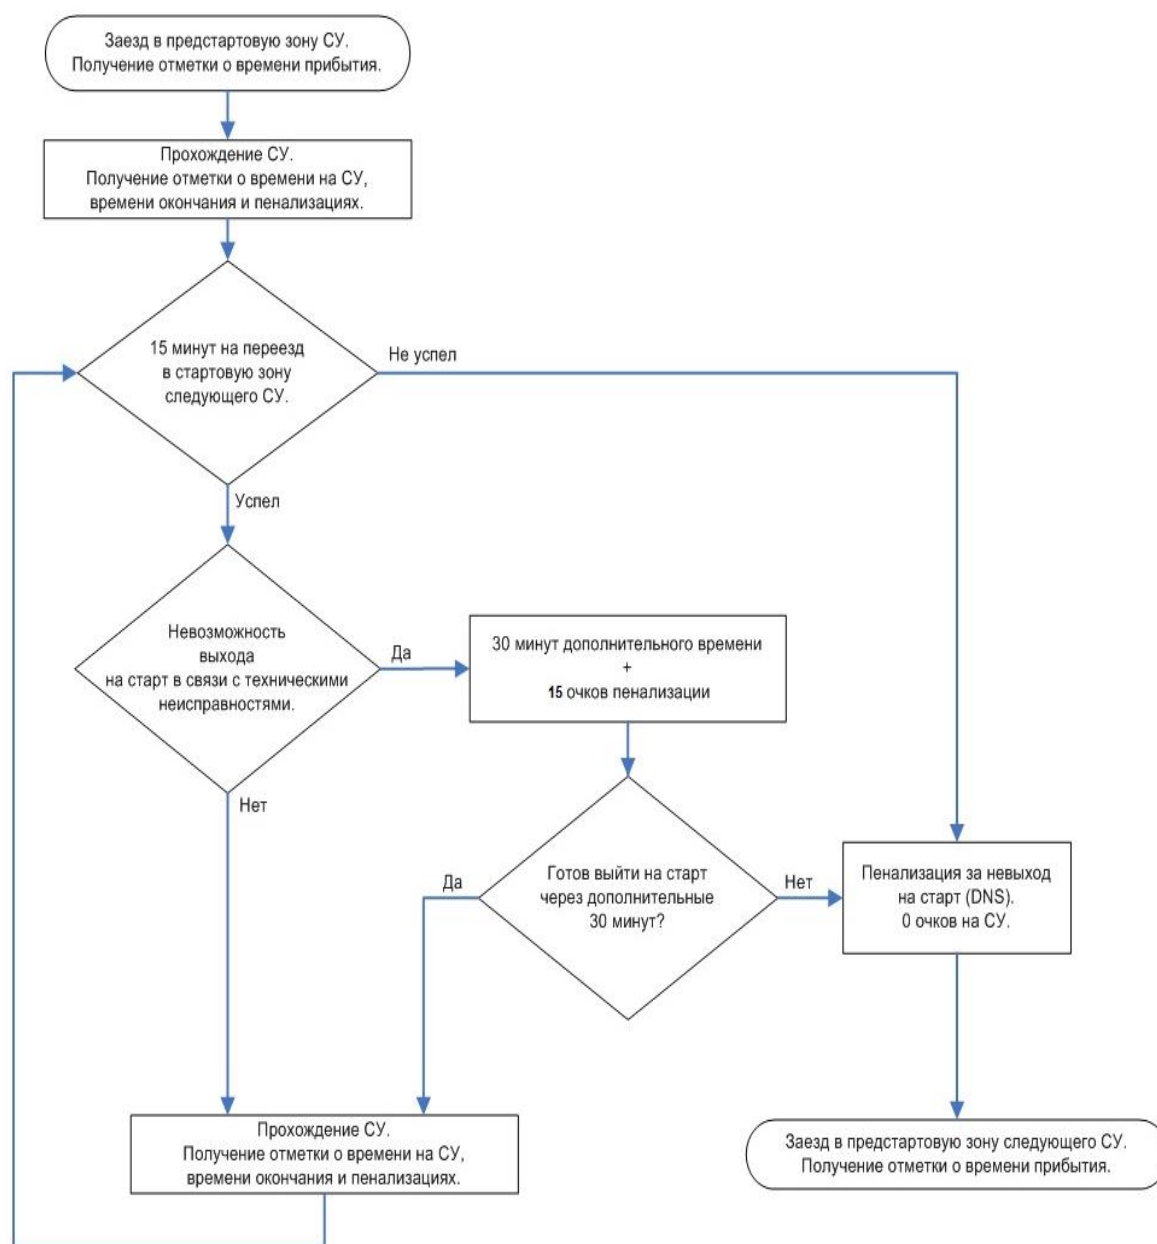 Заезд в предстартовую зону СУ.
Получение отметки о времени прибытия.
Прохождение СУ.
Получение отметки о времени на СУ,
времени окончания и пенализациях.
15 минут на переезд
в стартовую зону
следующего СУ.
Не успел
Успел
Невозможность
выхода
на старт в связи с техническими
неисправностями.
Да
30 минут дополнительного времени
+
15 очков пенализации
Нет
Готов выйти на старт
через дополнительные
30 минут?
Да
Нет
Пенализация за невыход
на старт (DNS).
0 очков на СУ.
Прохождение СУ.
Получение отметки о времени на СУ,
времени окончания и пенализациях.
Заезд в предстартовую зону следующего СУ.
Получение отметки о времени прибытия.